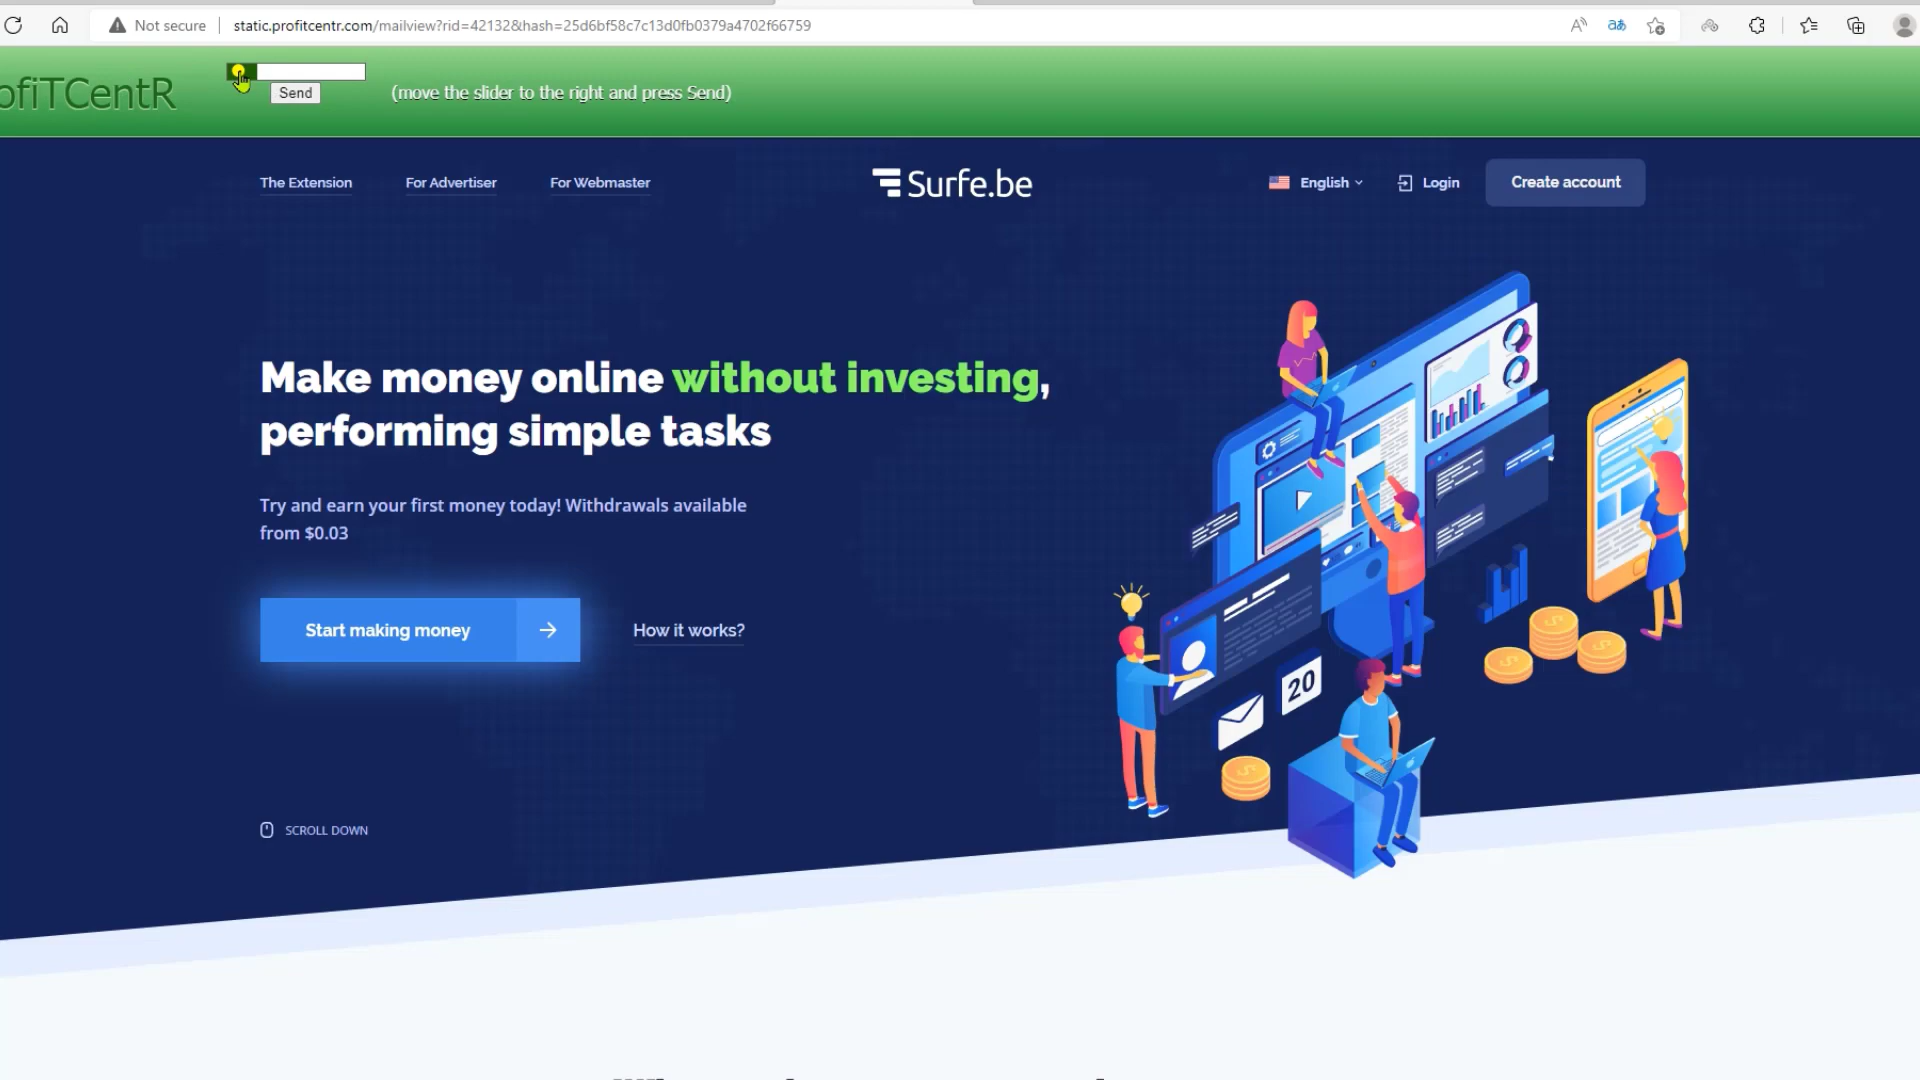 Not secure
static.profitcentr.com/mailview?rid=42132&hash=25d6bf58c7c13d0fb0379a4702f66759
ofiTCentR
Send
(move the slider to the right and press Send)
The Extension
For Advertiser
For Webmaster
Surfe.be
English
Login
Create account
Make money online without investing,
performing simple tasks
Try and earn your first money today! Withdrawals available
from $0.03
Start making money
How it works?
20
SCROLL DOWN